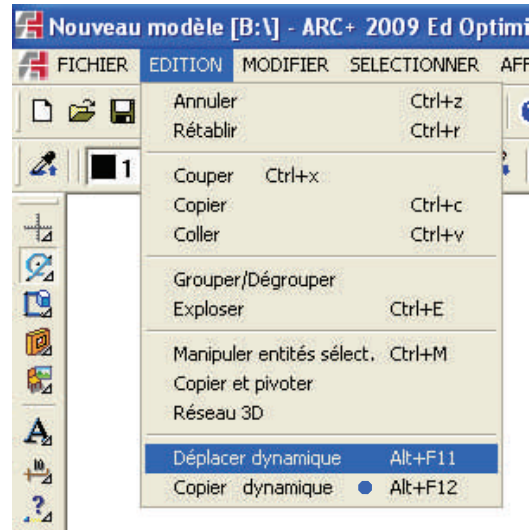 Nouveau modèle [B:\] - ARC+ 2009 Ed Optimi
FICHIER EDITION MODIFIER SELECTIONNER AFF
1
Annuler Ctrl+z
Rétablir Ctrl+r
Couper Ctrl+x
Copier Ctrl+c
Coller Ctrl+v
Grouper/Dégrouper
Exploser Ctrl+E
Manipuler entités sélect. Ctrl+M
Copier et pivoter
Réseau 3D
Déplacer dynamique Alt+F11
Copier dynamique Alt+F12
A
10
?